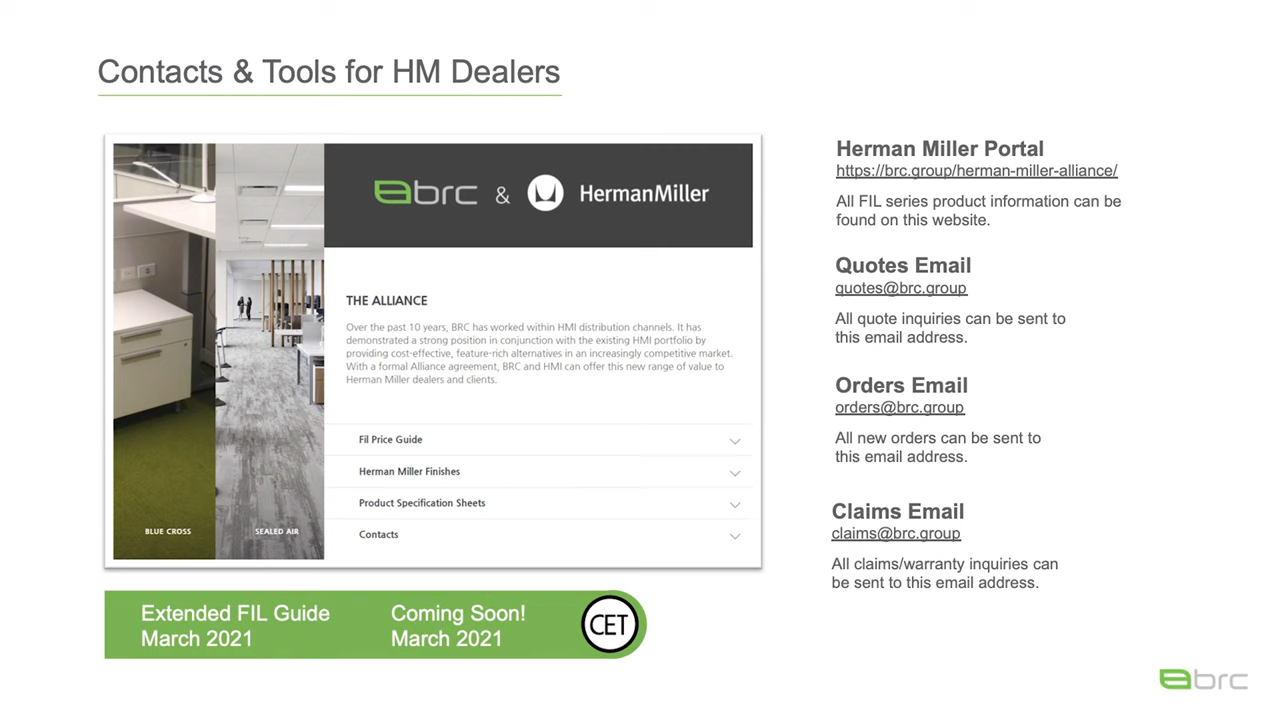 Contacts & Tools for HM Dealers
brc & HermanMiller
THE ALLIANCE
Over the past 10 years, BRC has worked within HMI distribution channels. It has
demonstrated a strong position in conjunction with the existing HMI portfolio by
providing cost-effective, feature-rich alternatives in an increasingly competitive market.
With a formal Alliance agreement, BRC and HMI can offer this new range of value to
Herman Miller dealers and clients.
Fil Price Guide
Herman Miller Finishes
Product Specification Sheets
Contacts
BLUE CROSS
SEALED AIR
Extended FIL Guide
March 2021
Coming Soon!
March 2021
CET
Herman Miller Portal
https://brc.group/herman-miller-alliance/
All FIL series product information can be
found on this website.
Quotes Email
quotes@brc.group
All quote inquiries can be sent to
this email address.
Orders Email
orders@brc.group
All new orders can be sent to
this email address.
Claims Email
claims@brc.group
All claims/warranty inquiries can
be sent to this email address.
brc